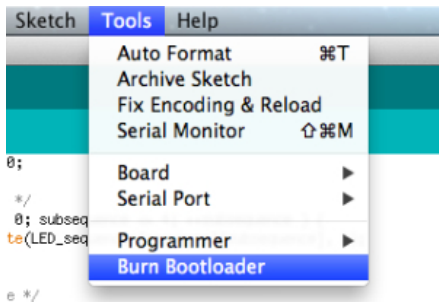 Sketch Tools Help
Auto Format ⌘T
Archive Sketch
Fix Encoding & Reload
Serial Monitor ⇧⌘M
0;
Board ▶
*/
Serial Port ▶
0; subseq
te(LED_seq
Programmer ▶
Burn Bootloader
e */